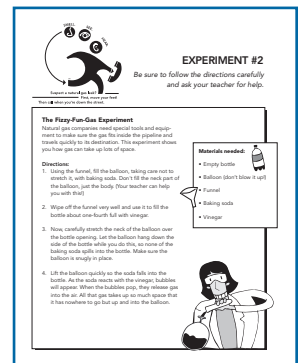 SMELL
SEE
HEAR
Suspect a natural gas leak?
First, move your feet!
Then call when you're down the street.
EXPERIMENT #2
Be sure to follow the directions carefully
and ask your teacher for help.
The Fizzy-Fun-Gas Experiment
Natural gas companies need special tools and equip-
ment to make sure the gas fits inside the pipeline and
travels quickly to its destination. This experiment shows
you how gas can take up lots of space.
Directions:
1. Using the funnel, fill the balloon, taking care not to
stretch it, with baking soda. Don't fill the neck part of
the balloon, just the body. (Your teacher can help
you with this!)
2. Wipe off the funnel very well and use it to fill the
bottle about one-fourth full with vinegar.
3. Now, carefully stretch the neck of the balloon over
the bottle opening. Let the balloon hang down the
side of the bottle while you do this, so none of the
baking soda spills into the bottle. Make sure the
balloon is snugly in place.
4. Lift the balloon quickly so the soda falls into the
bottle. As the soda reacts with the vinegar, bubbles
will appear. When the bubbles pop, they release gas
into the air. All that gas takes up so much space that
it has nowhere to go but up and into the balloon.
Materials needed:
• Empty bottle
• Balloon (don't blow it up!)
• Funnel
• Baking soda
• Vinegar